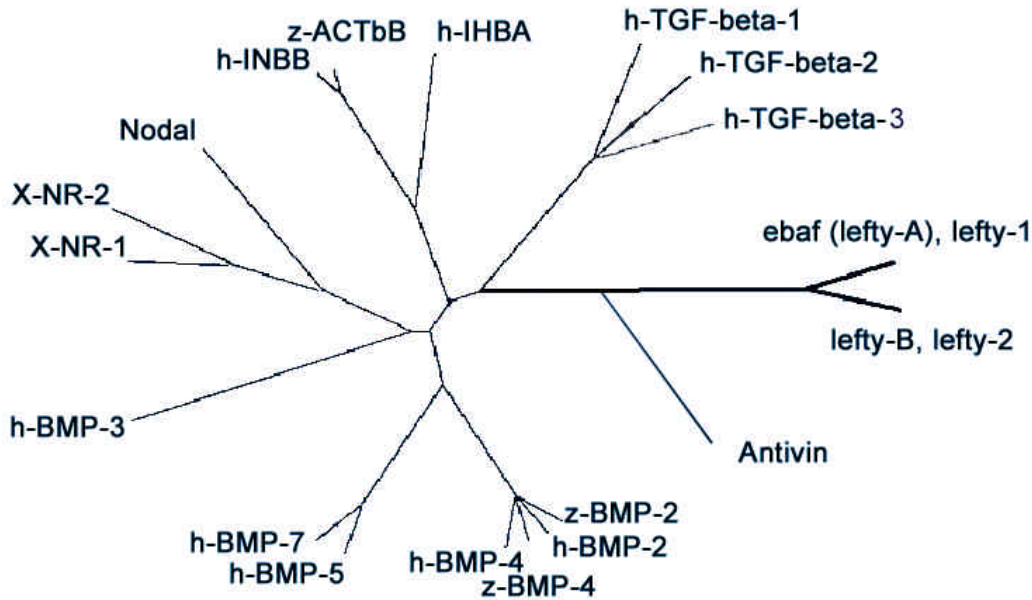 h-TGF-beta-1
z-ACTbB
h-IHBA
h-INBB
h-TGF-beta-2
h-TGF-beta-3
Nodal
X-NR-2
X-NR-1
ebaf (lefty-A), lefty-1
lefty-B, lefty-2
h-BMP-3
Antivin
z-BMP-2
h-BMP-7
h-BMP-2
h-BMP-4
h-BMP-5
z-BMP-4